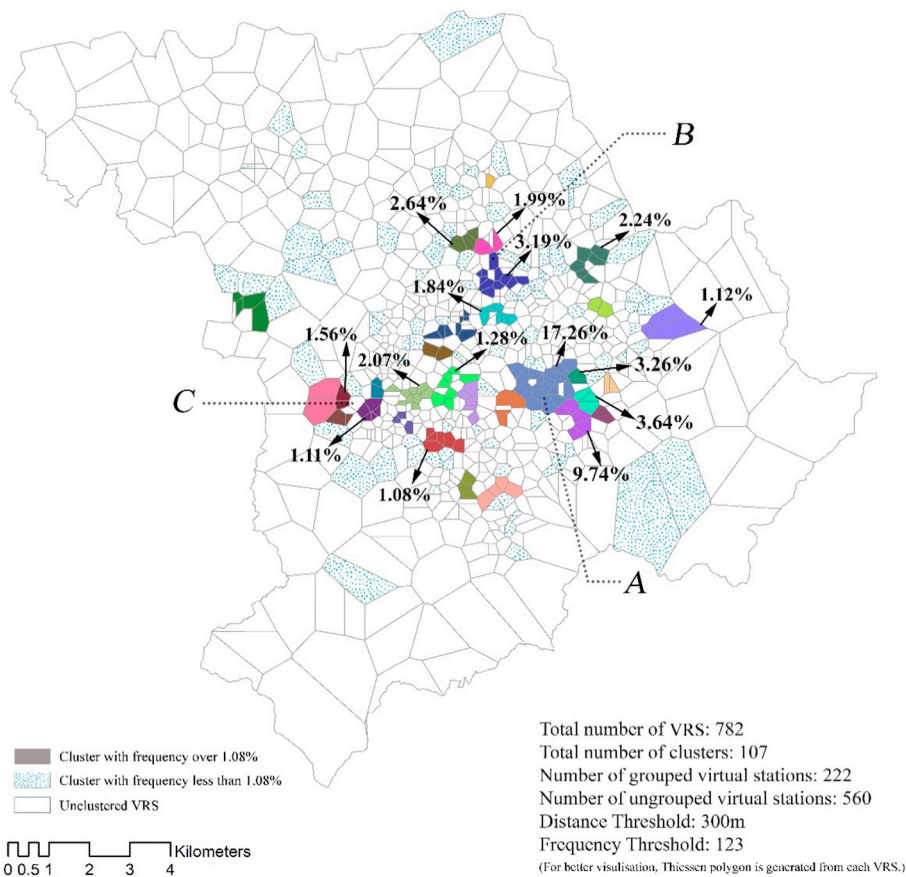 B
2.64%
1.99%
3.19%
2.24%
1.84%
1.12%
1.56%
1.28%
17.26%
2.07%
3.26%
C
3.64%
1.11%
9.74%
1.08%
A
Cluster with frequency over 1.08%
Cluster with frequency less than 1.08%
Unclustered VRS
0 0.5 1 2 3 4 Kilometers
Total number of VRS: 782
Total number of clusters: 107
Number of grouped virtual stations: 222
Number of ungrouped virtual stations: 560
Distance Threshold: 300m
Frequency Threshold: 123
(For better visulisation, Thiessen polygon is generated from each VRS.)